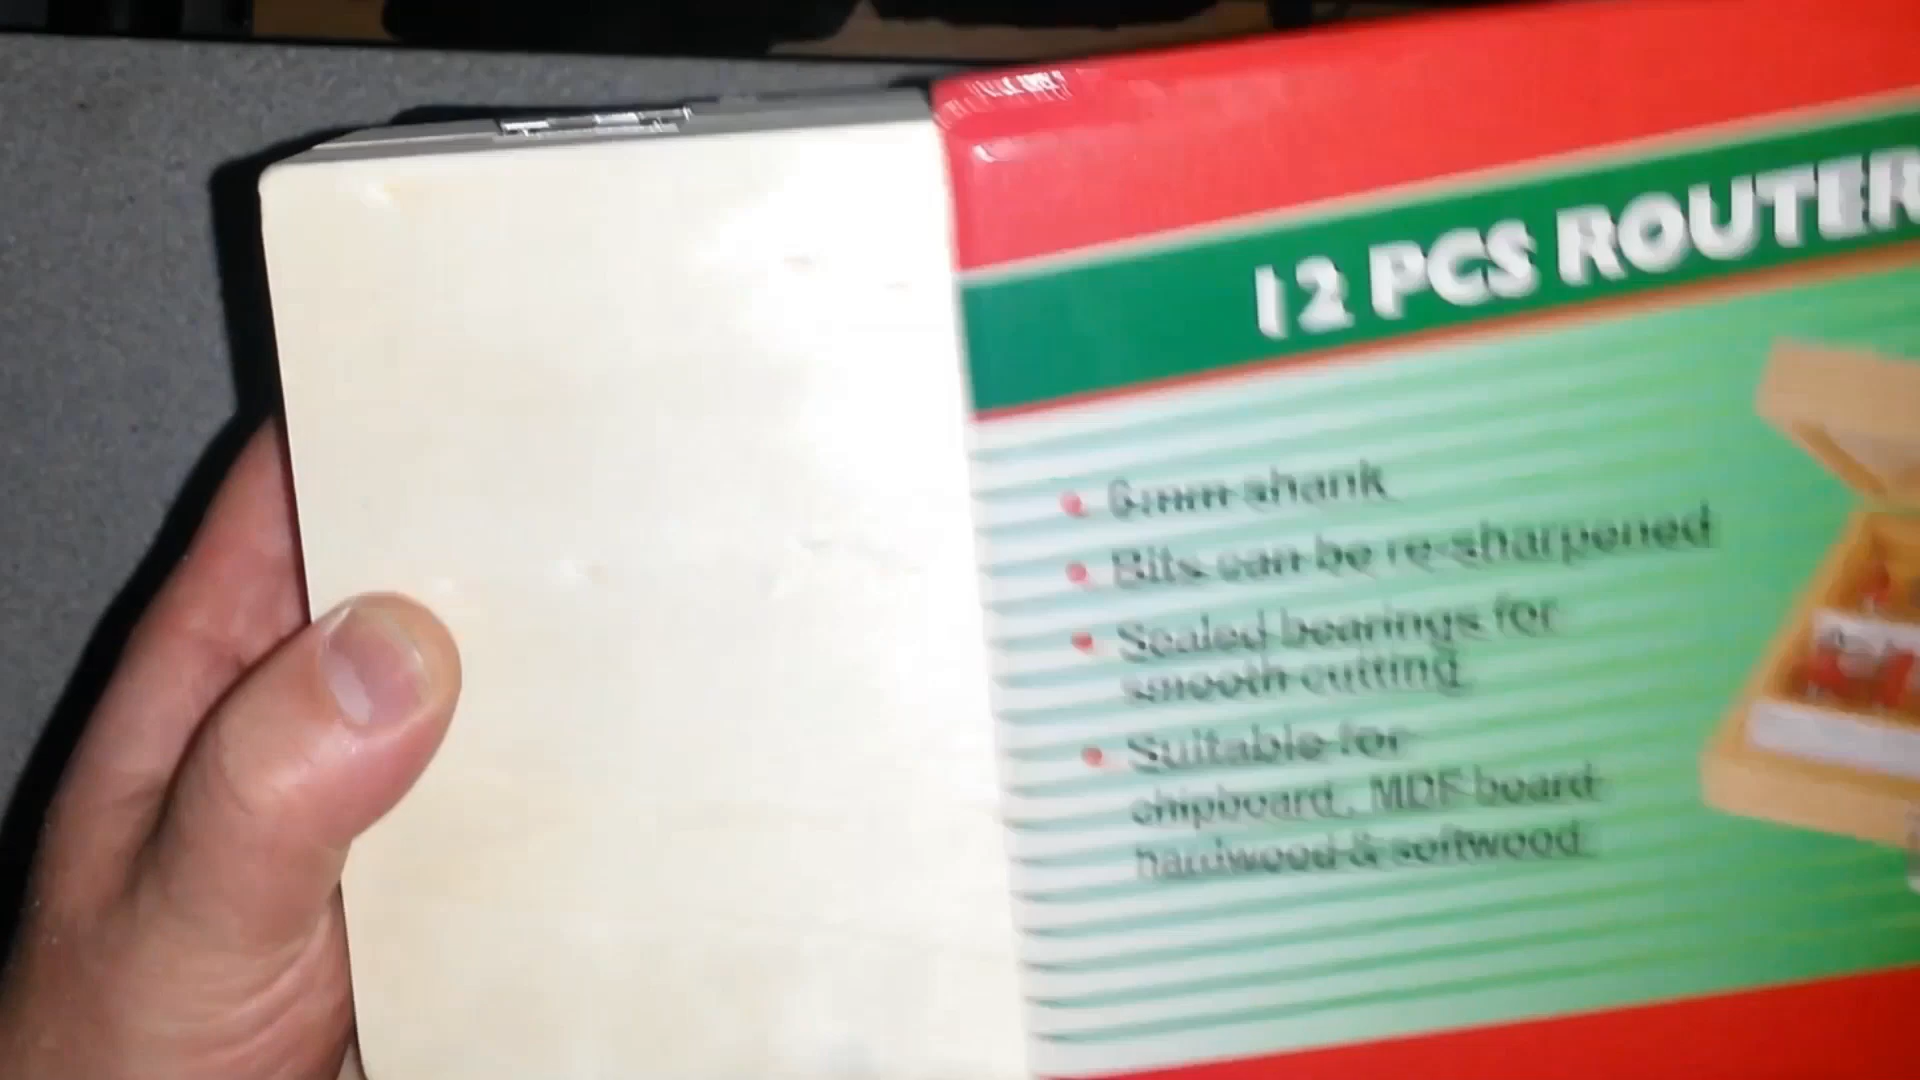 12 PCS ROUTER
6mm shank
Bits can be re-sharpened
Sealed bearings for
smooth cutting
Suitable for
chipboard, MDF board
hardwood & softwood